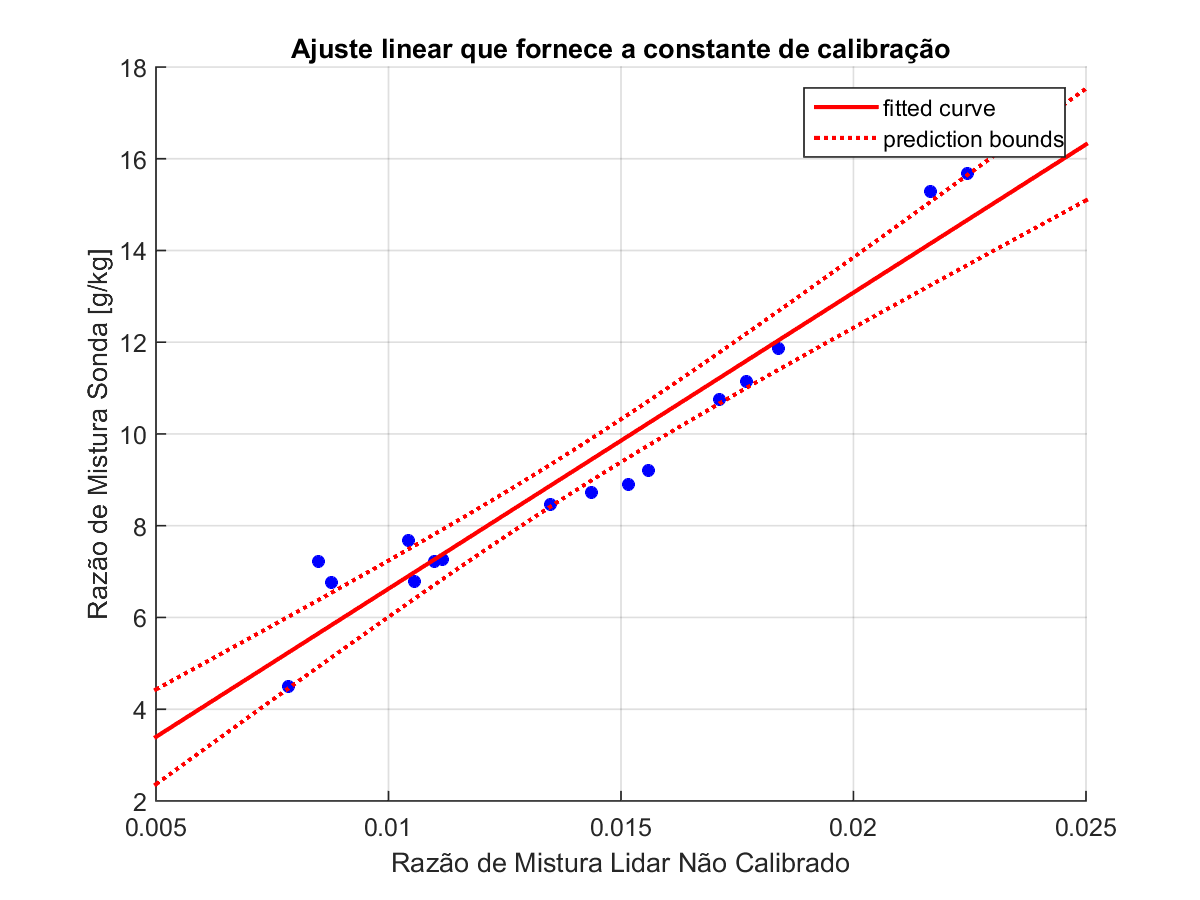 Ajuste linear que fornece a constante de calibração
fitted curve
prediction bounds
18
16
14
12
10
8
6
4
2
Razão de Mistura Sonda [g/kg]
0.005
0.01
0.015
0.02
0.025
Razão de Mistura Lidar Não Calibrado